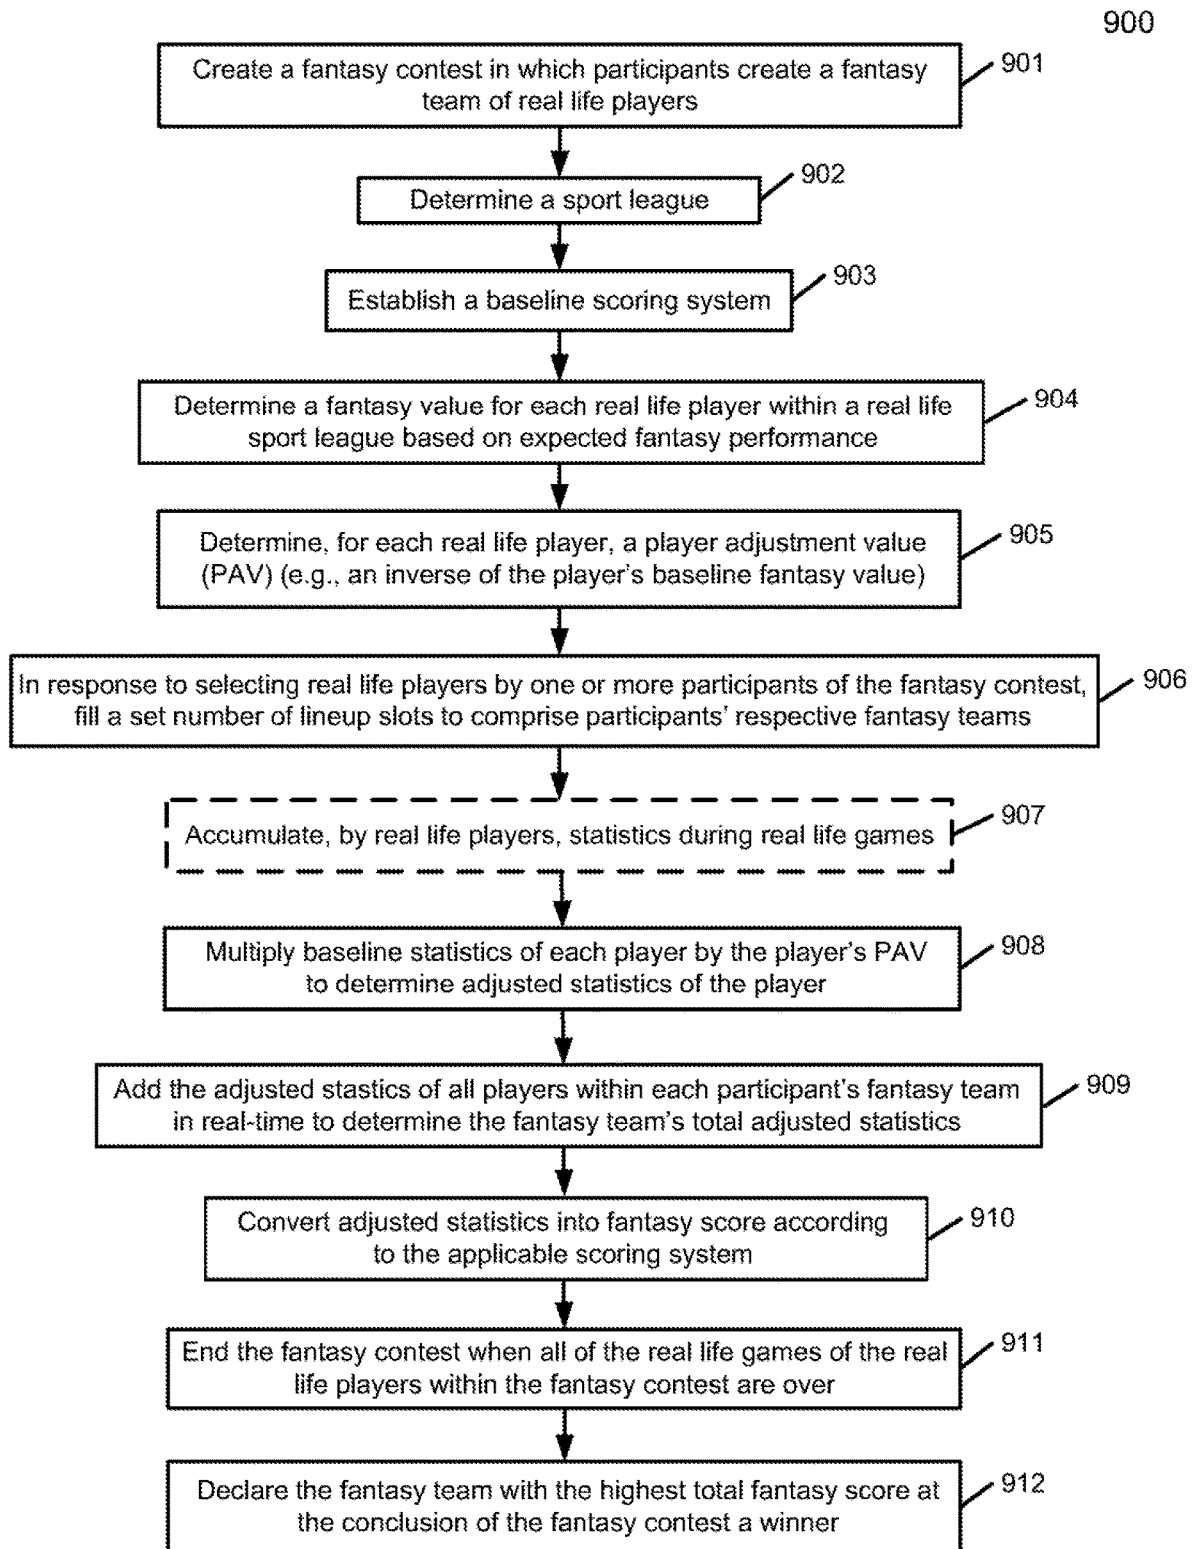 900
Create a fantasy contest in which participants create a fantasy
team of real life players
901
Determine a sport league
902
Establish a baseline scoring system
903
Determine a fantasy value for each real life player within a real life
sport league based on expected fantasy performance
904
Determine, for each real life player, a player adjustment value
(PAV) (e.g., an inverse of the player's baseline fantasy value)
905
In response to selecting real life players by one or more participants of the fantasy contest,
fill a set number of lineup slots to comprise participants' respective fantasy teams
906
Accumulate, by real life players, statistics during real life games
907
Multiply baseline statistics of each player by the player's PAV
to determine adjusted statistics of the player
908
Add the adjusted stastics of all players within each participant's fantasy team
in real-time to determine the fantasy team's total adjusted statistics
909
Convert adjusted statistics into fantasy score according
to the applicable scoring system
910
End the fantasy contest when all of the real life games of the real
life players within the fantasy contest are over
911
Declare the fantasy team with the highest total fantasy score at
the conclusion of the fantasy contest a winner
912